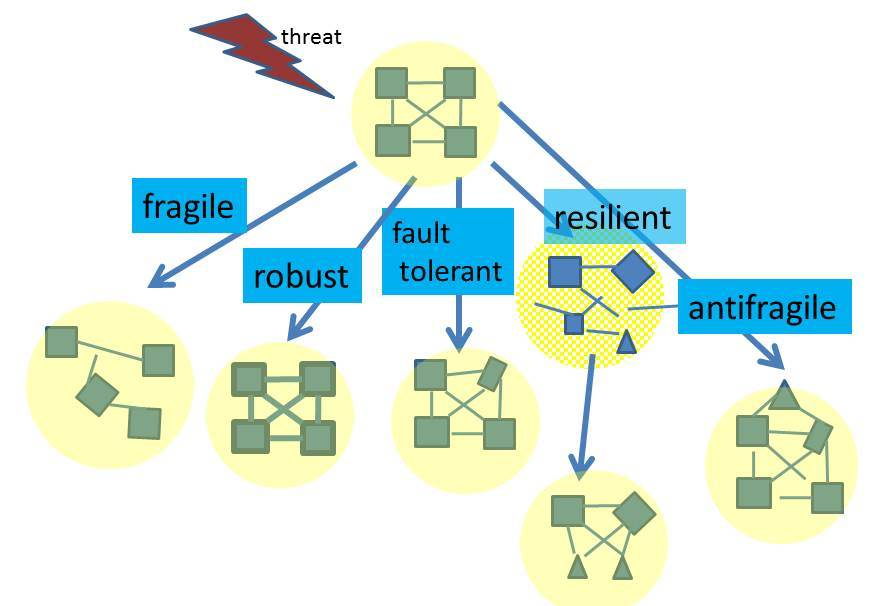 threat
fragile
robust
fault
tolerant
resilient
antifragile